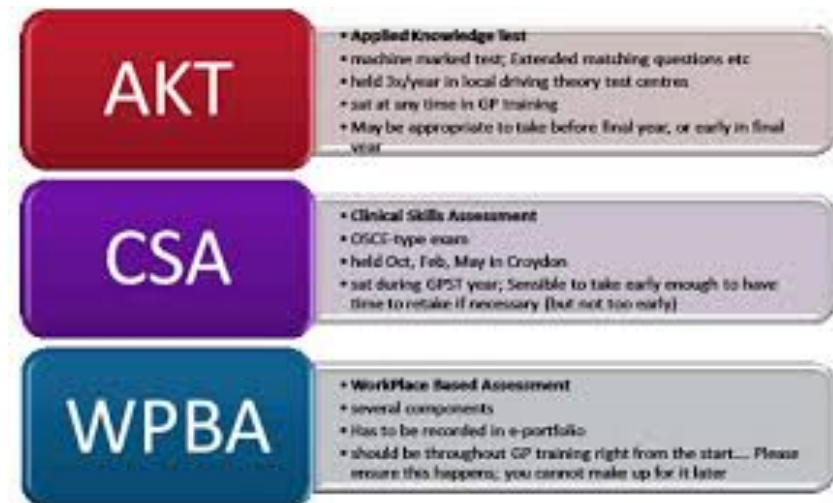 AKT
• Applied Knowledge Test
• machine marked test; Extended matching questions etc
• held 3x/year in local driving theory test centres
• sat at any time in GP training
• May be appropriate to take before final year, or early in final
year
CSA
• Clinical Skills Assessment
• OSCE-type exam
• held Oct, Feb, May in Croydon
• sat during GPST year; Sensible to take early enough to have
time to retake if necessary (but not too early)
WPBA
• WorkPlace Based Assessment
• several components
• Has to be recorded in e-portfolio
• should be throughout GP training right from the start.... Please
ensure this happens; you cannot make up for it later